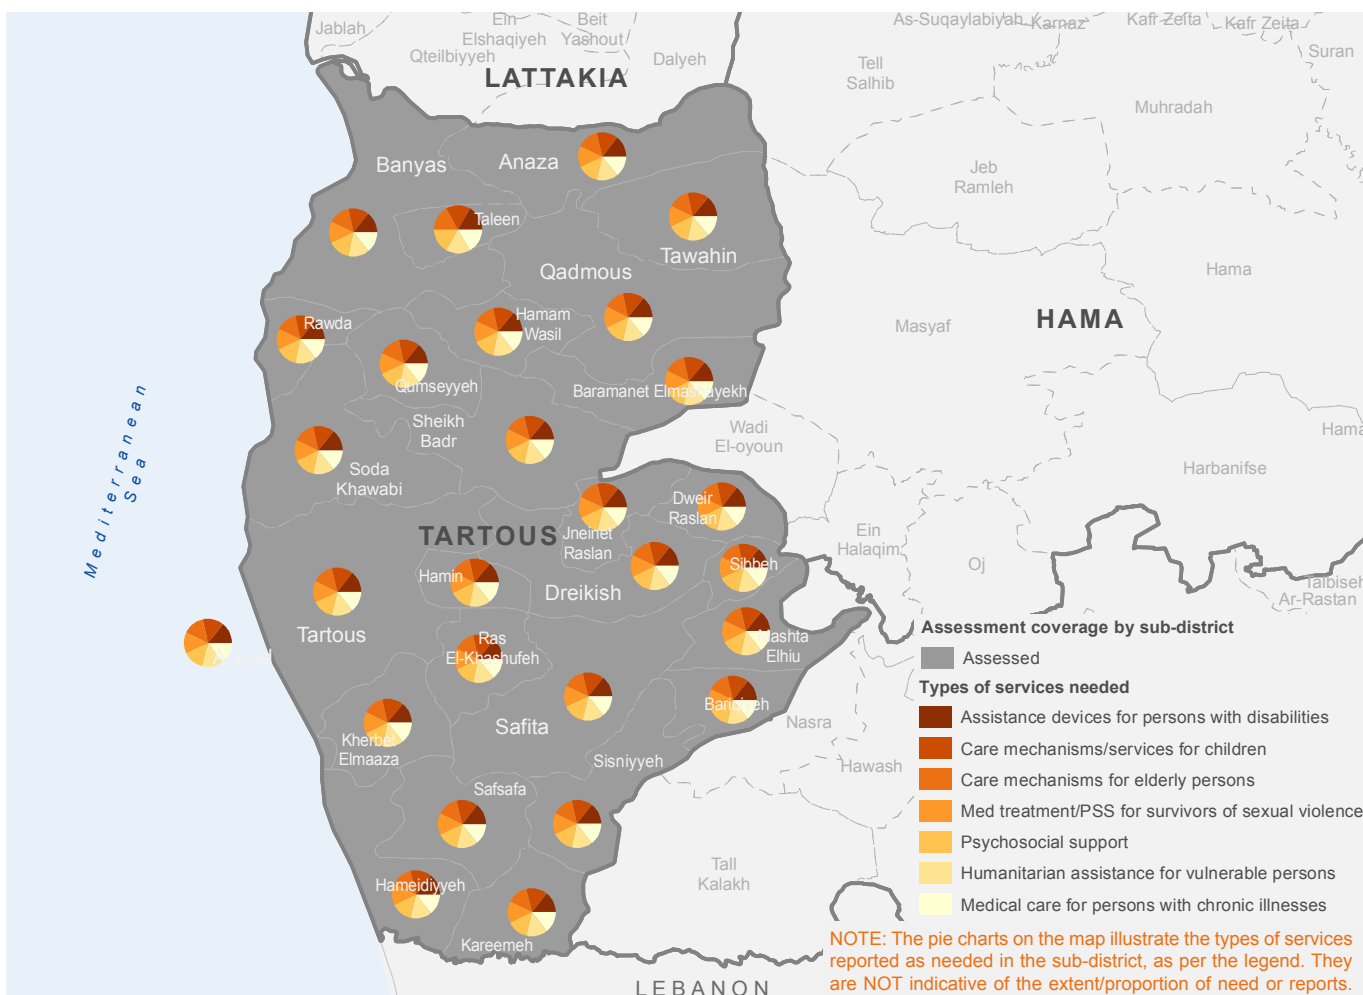 Jablah
Ein
Elshaqiyeh
Beit
Yashout
Qteilbiyyeh
Dalyeh
LATTAKIA
As-Suqaylabiyah
Karnaz
Kafr Zeita
Kafr Zeita
Suran
Tell
Salhib
Muhradah
Jeb
Ramleh
Banyas
Anaza
Taleen
Tawahin
Qadmous
Hama
Masyaf
HAMA
Rawda
Hamam
Wasil
Qumseyyeh
Baramanet Elmashayekh
Mediterranean
Sea
Sheikh
Badr
Wadi
El-oyoun
Hama
Soda
Khawabi
Harbanifse
Dweir
Raslan
TARTOUS
Jneinet
Raslan
Ein
Halaqim
Oj
Sibbeh
Hamin
Dreikish
Talbiseh
Ar-Rastan
Tartous
Ras
El-Khashufeh
Mashta
Elhiu
Safita
Bariqiyeh
Nasra
Kherbet
Elmaaza
Sisniyyeh
Hawash
Safsafa
Tall
Kalakh
Hameidiyyeh
Kareemeh
LEBANON
Assessment coverage by sub-district
Assessed
Types of services needed
Assistance devices for persons with disabilities
Care mechanisms/services for children
Care mechanisms for elderly persons
Med treatment/PSS for survivors of sexual violence
Psychosocial support
Humanitarian assistance for vulnerable persons
Medical care for persons with chronic illnesses
NOTE: The pie charts on the map illustrate the types of services
reported as needed in the sub-district, as per the legend. They
are NOT indicative of the extent/proportion of need or reports.